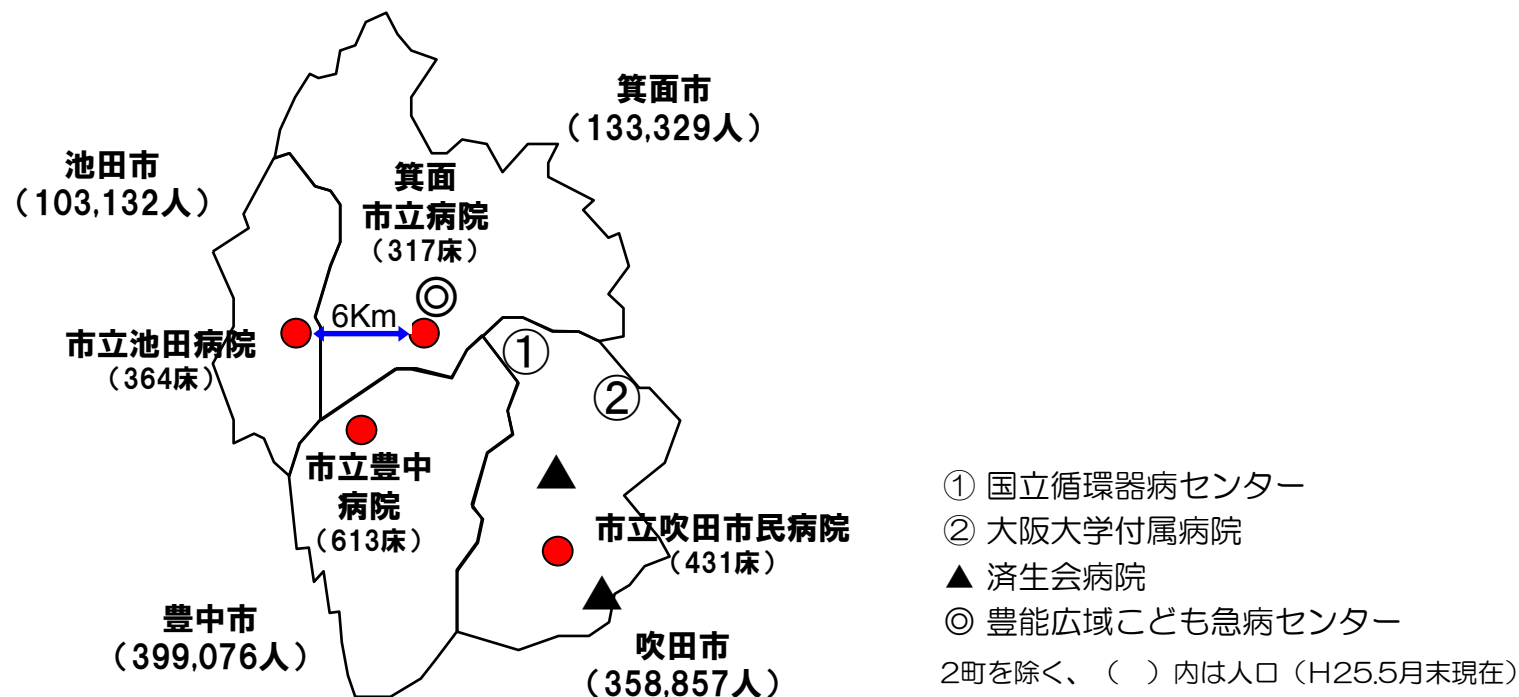 箕面市
（133,329人）
池田市
（103,132人）
箕面
市立病院
（317床）
6Km
市立池田病院
（364床）
①
②
市立豊中
病院
（613床）
市立吹田市民病院
（431床）
豊中市
（399,076人）
吹田市
（358,857人）
① 国立循環器病センター
② 大阪大学付属病院
▲ 済生会病院
◎ 豊能広域こども急病センター
2町を除く、（　）内は人口（H25.5月末現在）